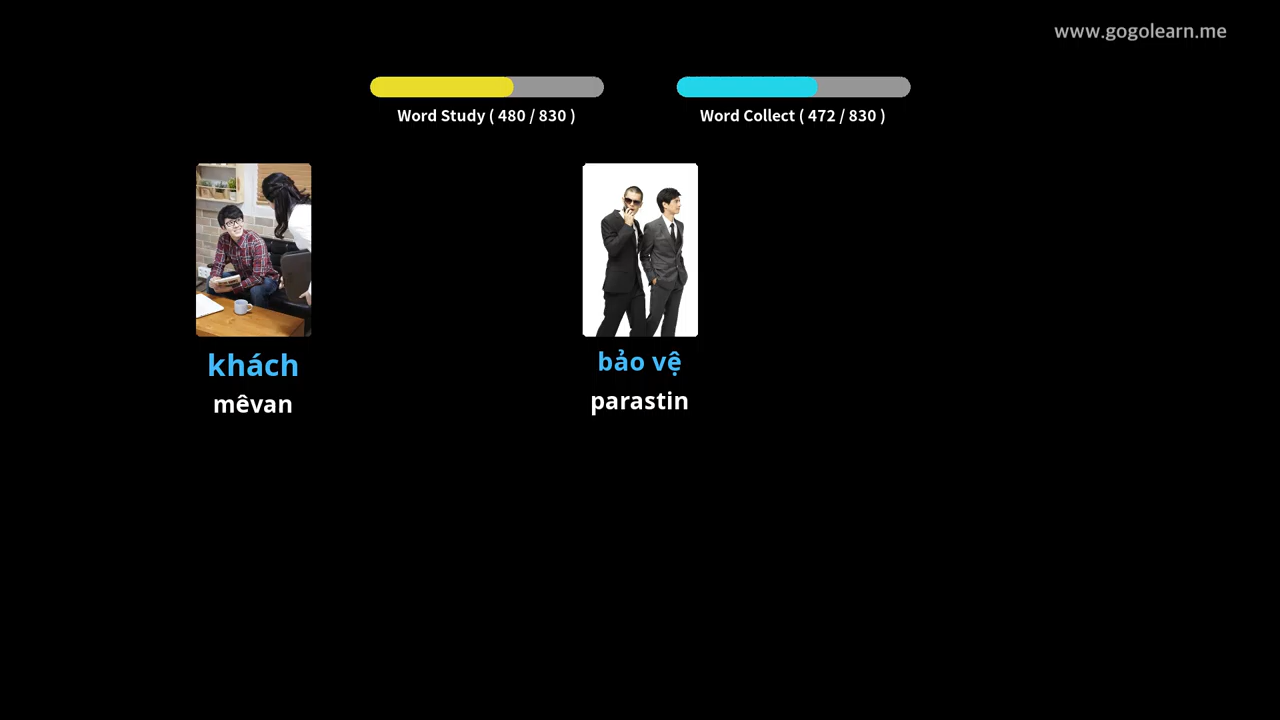 www.gogolearn.me
Word Study ( 480 / 830 )
Word Collect ( 472 / 830 )
khách
mêvan
bảo vệ
parastin